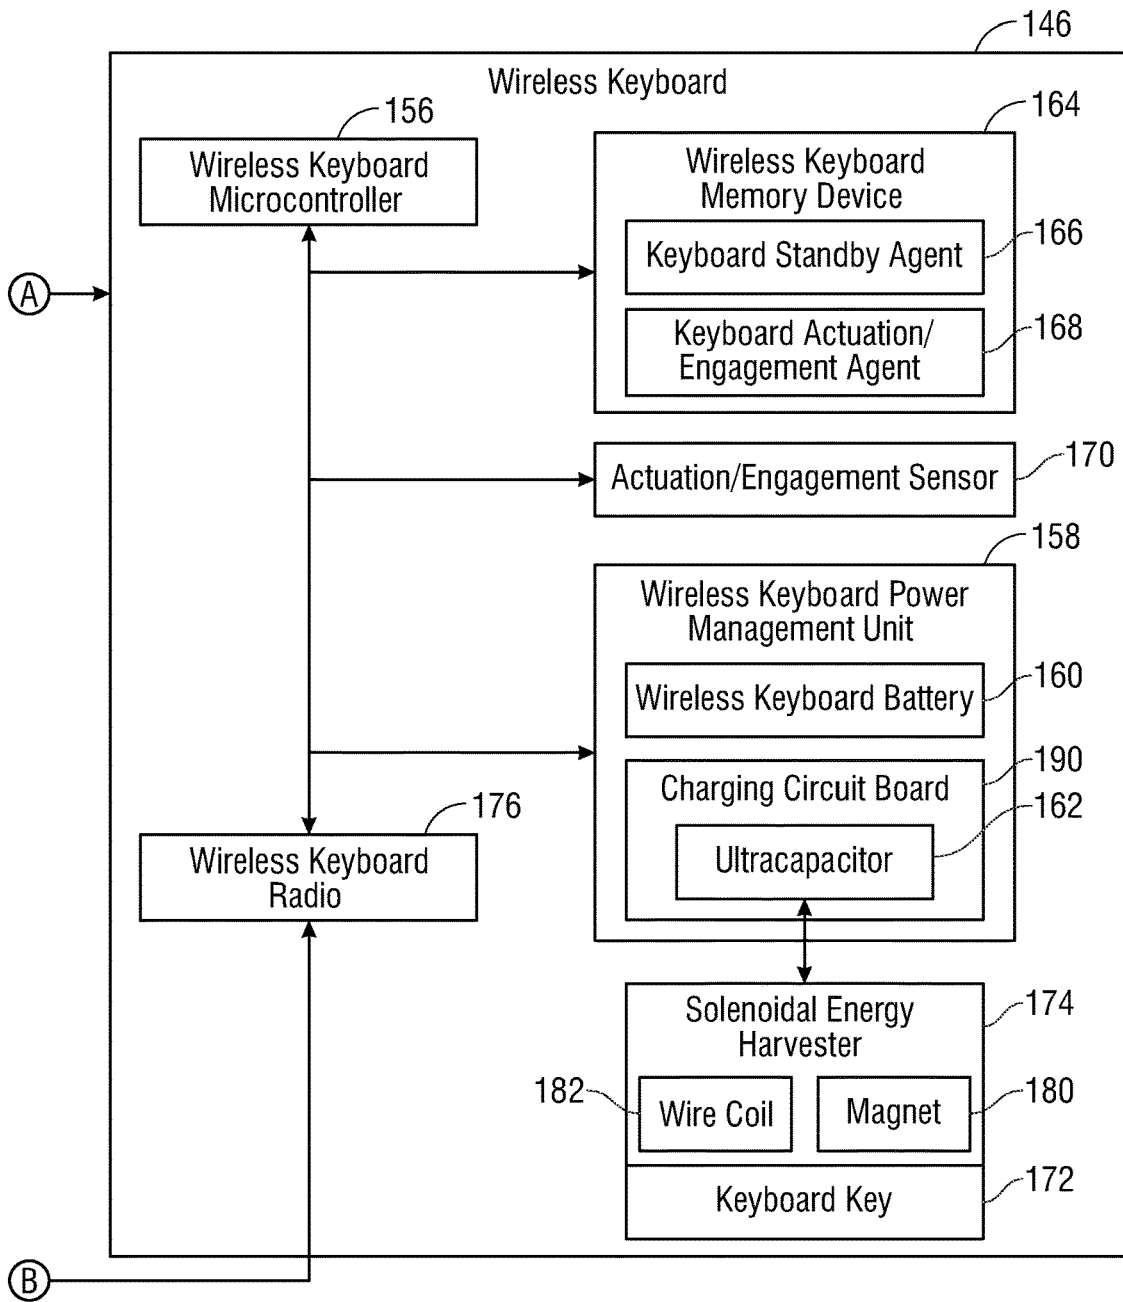 146
Wireless Keyboard
156
164
Wireless Keyboard
Microcontroller
Wireless Keyboard
Memory Device
Keyboard Standby Agent
166
A
Keyboard Actuation/
Engagement Agent
168
Actuation/Engagement Sensor
170
158
Wireless Keyboard Power
Management Unit
Wireless Keyboard Battery
160
190
Charging Circuit Board
162
Ultracapacitor
176
Wireless Keyboard
Radio
Solenoidal Energy
Harvester
174
182
Wire Coil
Magnet
180
Keyboard Key
172
B